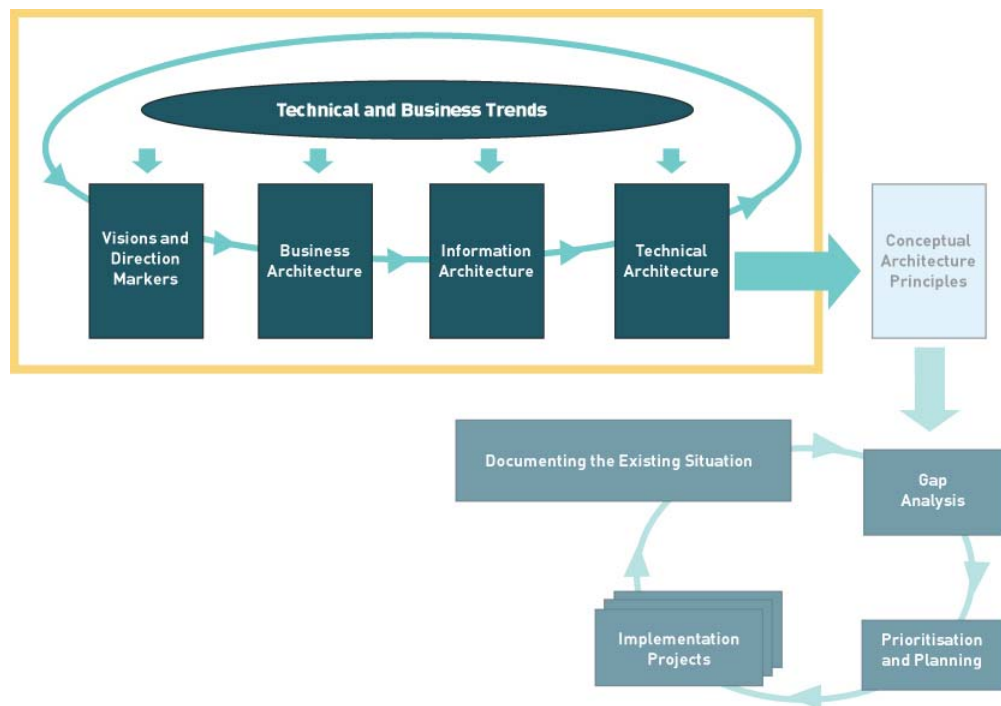 Technical and Business Trends
Visions and
Direction
Markers
Business
Architecture
Information
Architecture
Technical
Architecture
Conceptual
Architecture
Principles
Documenting the Existing Situation
Gap
Analysis
Implementation
Projects
Prioritisation
and Planning